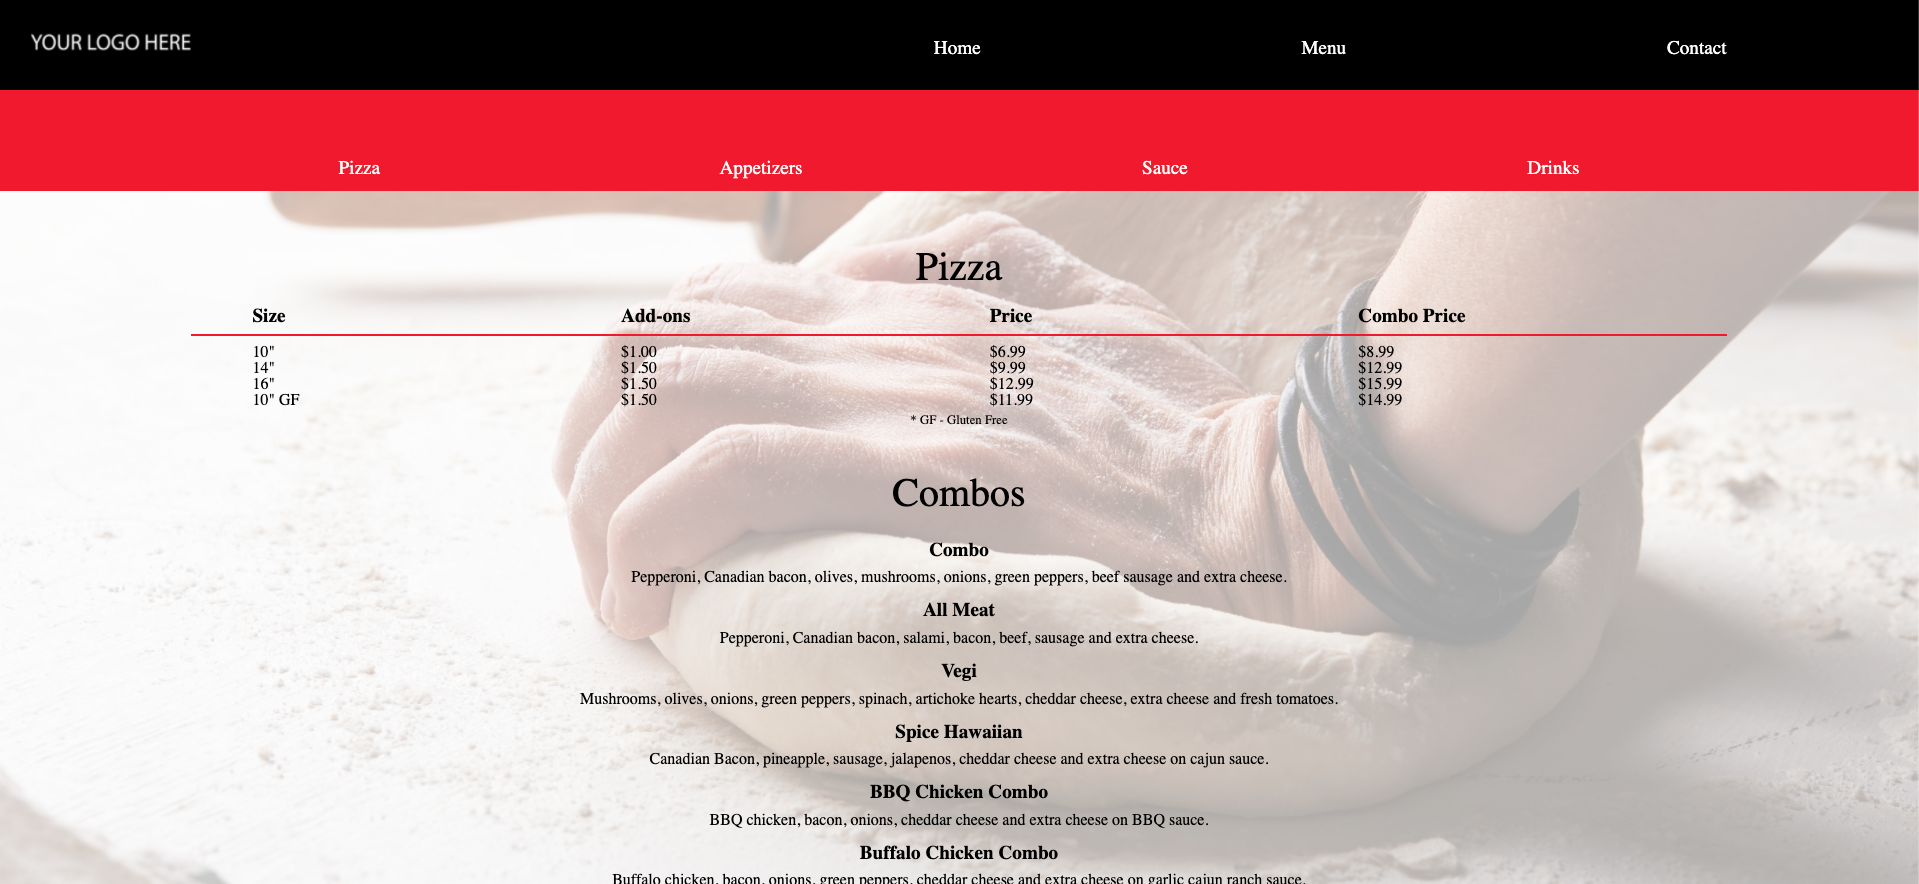 YOUR LOGO HERE
Home Menu Contact
Pizza Appetizers Sauce Drinks
Pizza
Size Add-ons Price Combo Price
10" $1.00 $6.99 $8.99
14" $1.50 $9.99 $12.99
16" $1.50 $12.99 $15.99
10" GF $1.50 $11.99 $14.99
* GF - Gluten Free
Combos
Combo
Pepperoni, Canadian bacon, olives, mushrooms, onions, green peppers, beef sausage and extra cheese.
All Meat
Pepperoni, Canadian bacon, salami, bacon, beef, sausage and extra cheese.
Vegi
Mushrooms, olives, onions, green peppers, spinach, artichoke hearts, cheddar cheese, extra cheese and fresh tomatoes.
Spice Hawaiian
Canadian Bacon, pineapple, sausage, jalapenos, cheddar cheese and extra cheese on cajun sauce.
BBQ Chicken Combo
BBQ chicken, bacon, onions, cheddar cheese and extra cheese on BBQ sauce.
Buffalo Chicken Combo
Buffalo chicken, bacon, onions, green peppers, cheddar cheese and extra cheese on garlic cajun ranch sauce.